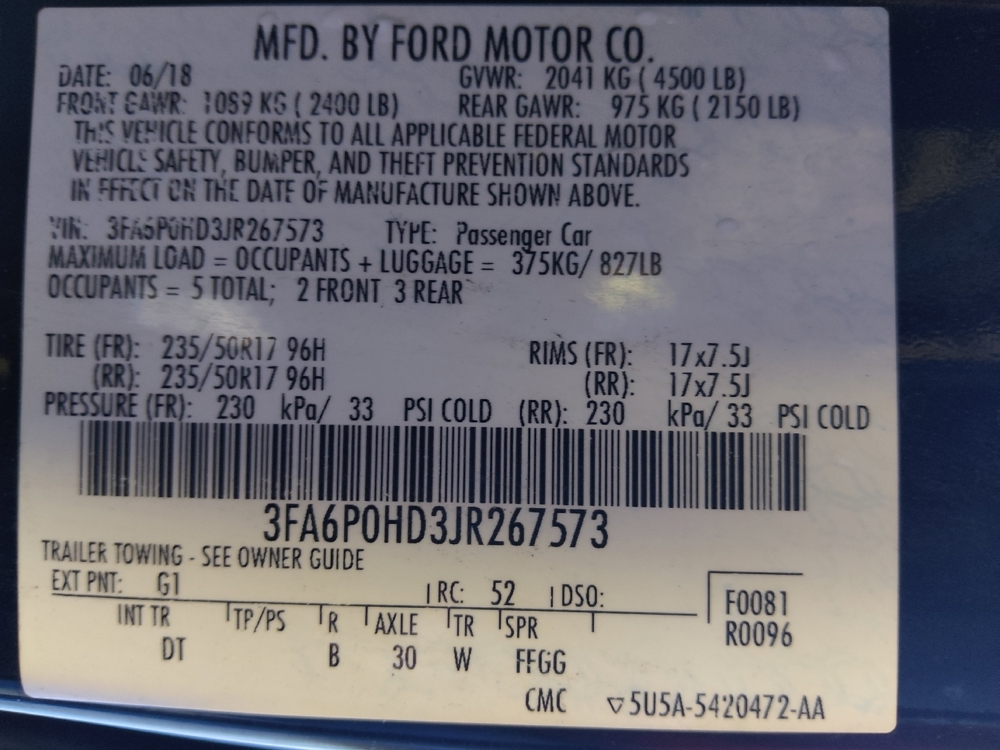 MFD. BY FORD MOTOR CO.
DATE: 06/18 GVWR: 2041 KG ( 4500 LB)
FRONT GAWR: 1089 KG ( 2400 LB) REAR GAWR: 975 KG ( 2150 LB)
THIS VEHICLE CONFORMS TO ALL APPLICABLE FEDERAL MOTOR
VEHICLE SAFETY, BUMPER, AND THEFT PREVENTION STANDARDS
IN EFFECT ON THE DATE OF MANUFACTURE SHOWN ABOVE.
VIN: 3FA6P0HD3JR267573 TYPE: Passenger Car
MAXIMUM LOAD = OCCUPANTS + LUGGAGE = 375KG/ 827LB
OCCUPANTS = 5 TOTAL; 2 FRONT 3 REAR
TIRE (FR): 235/50R17 96H RIMS (FR): 17x7.5J
(RR): 235/50R17 96H (RR): 17x7.5J
PRESSURE (FR): 230 kPa/ 33 PSI COLD (RR): 230 kPa/ 33 PSI COLD
3FA6P0HD3JR267573
TRAILER TOWING - SEE OWNER GUIDE
EXT PNT: G1 RC: 52 DSO:
F0081
INT TR TP/PS R AXLE TR SPR
R0096
DT B 30 W FFGG
CMC ▽5U5A-5420472-AA